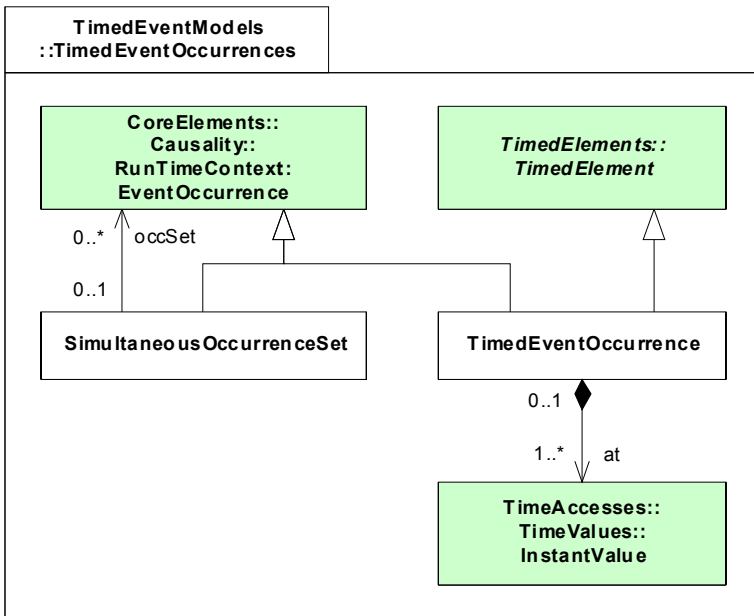 TimedEventModels
::TimedEventOccurrences
CoreElements::
Causality::
RunTimeContext:
EventOccurrence
TimedElements::
TimedElement
0..* occSet
0..1
SimultaneousOccurrenceSet
TimedEventOccurrence
0..1
1..* at
TimeAccesses::
TimeValues::
InstantValue